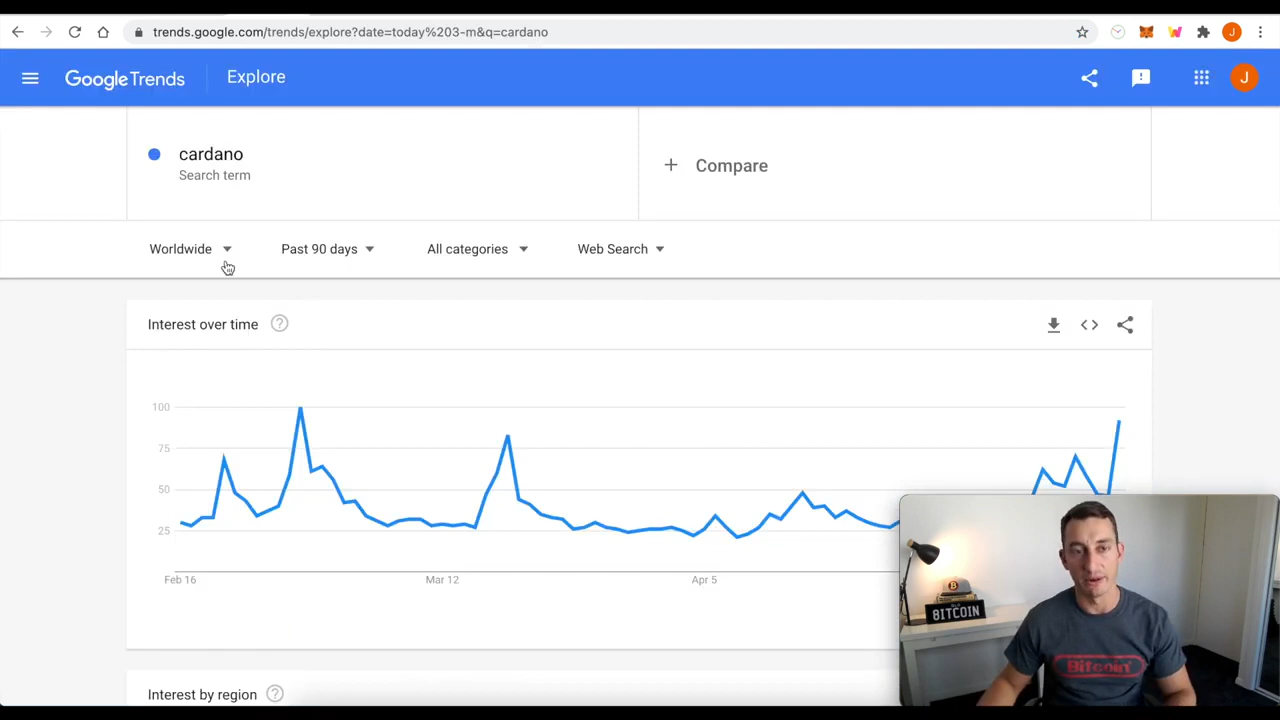 trends.google.com/trends/explore?date=today%203-m&q=cardano
J
Google Trends
Explore
J
cardano
Search term
+ Compare
Worldwide
Past 90 days
All categories
Web Search
Interest over time
100
75
50
25
Feb 16
Mar 12
Apr 5
BITCOIN
Bitcoin
Interest by region